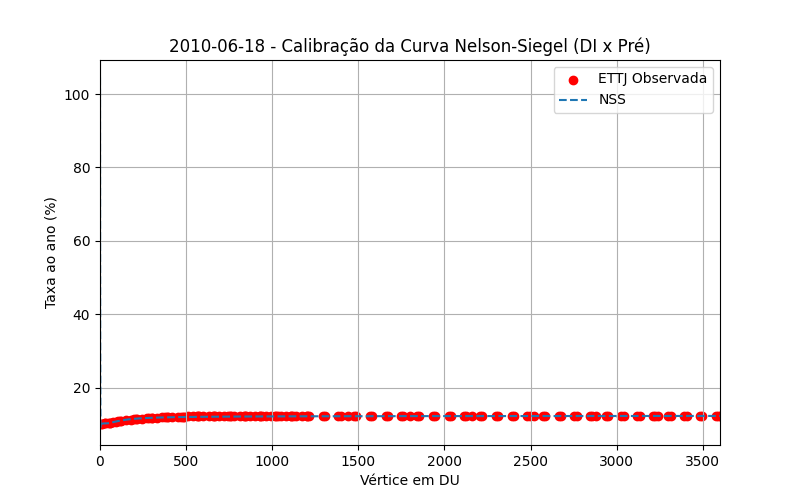 2010-06-18 - Calibração da Curva Nelson-Siegel (DI x Pré)
ETTJ Observada
NSS
Taxa ao ano (%)
100
80
60
40
20
0 500 1000 1500 2000 2500 3000 3500
Vértice em DU